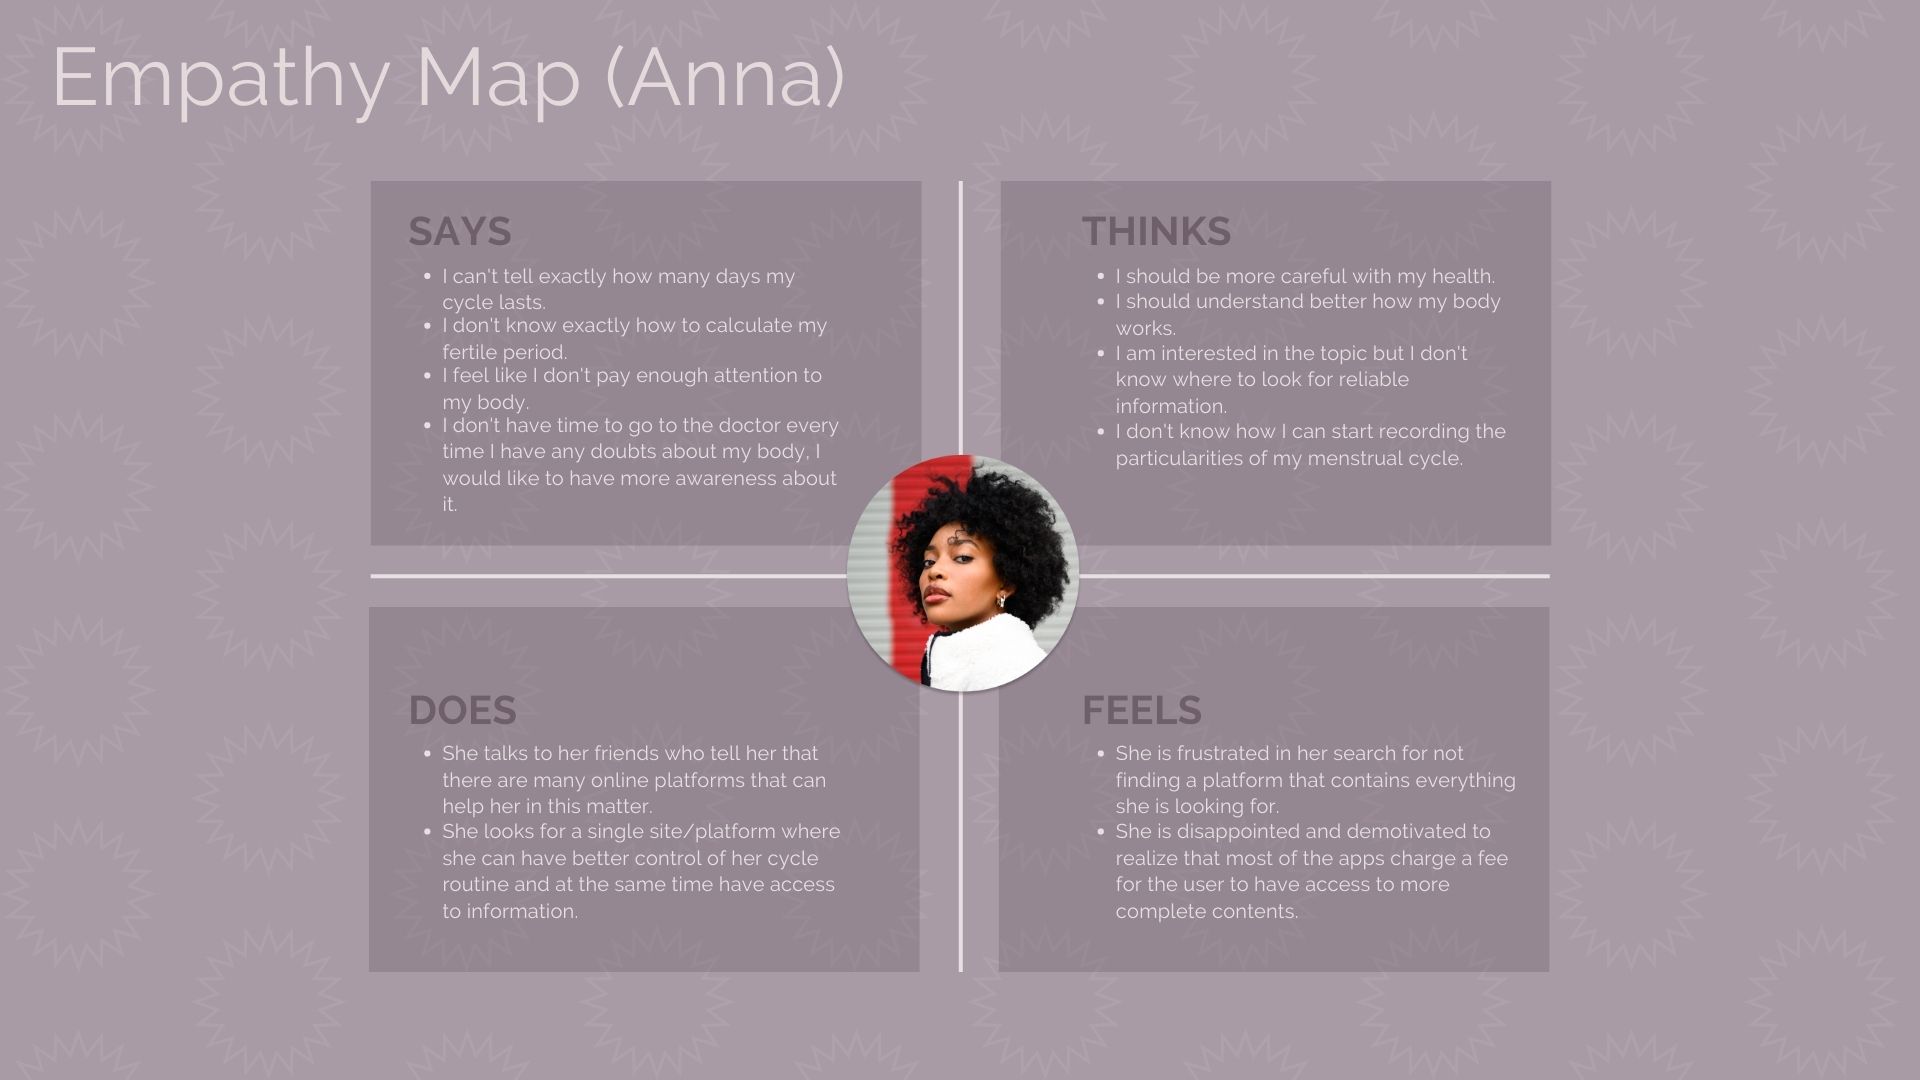 Empathy Map (Anna)
SAYS
• I can't tell exactly how many days my
cycle lasts.
• I don't know exactly how to calculate my
fertile period.
• I feel like I don't pay enough attention to
my body.
• I don't have time to go to the doctor every
time I have any doubts about my body, I
would like to have more awareness about
it.
THINKS
• I should be more careful with my health.
• I should understand better how my body
works.
• I am interested in the topic but I don't
know where to look for reliable
information.
• I don't know how I can start recording the
particularities of my menstrual cycle.
DOES
• She talks to her friends who tell her that
there are many online platforms that can
help her in this matter.
• She looks for a single site/platform where
she can have better control of her cycle
routine and at the same time have access
to information.
FEELS
• She is frustrated in her search for not
finding a platform that contains everything
she is looking for.
• She is disappointed and demotivated to
realize that most of the apps charge a fee
for the user to have access to more
complete contents.